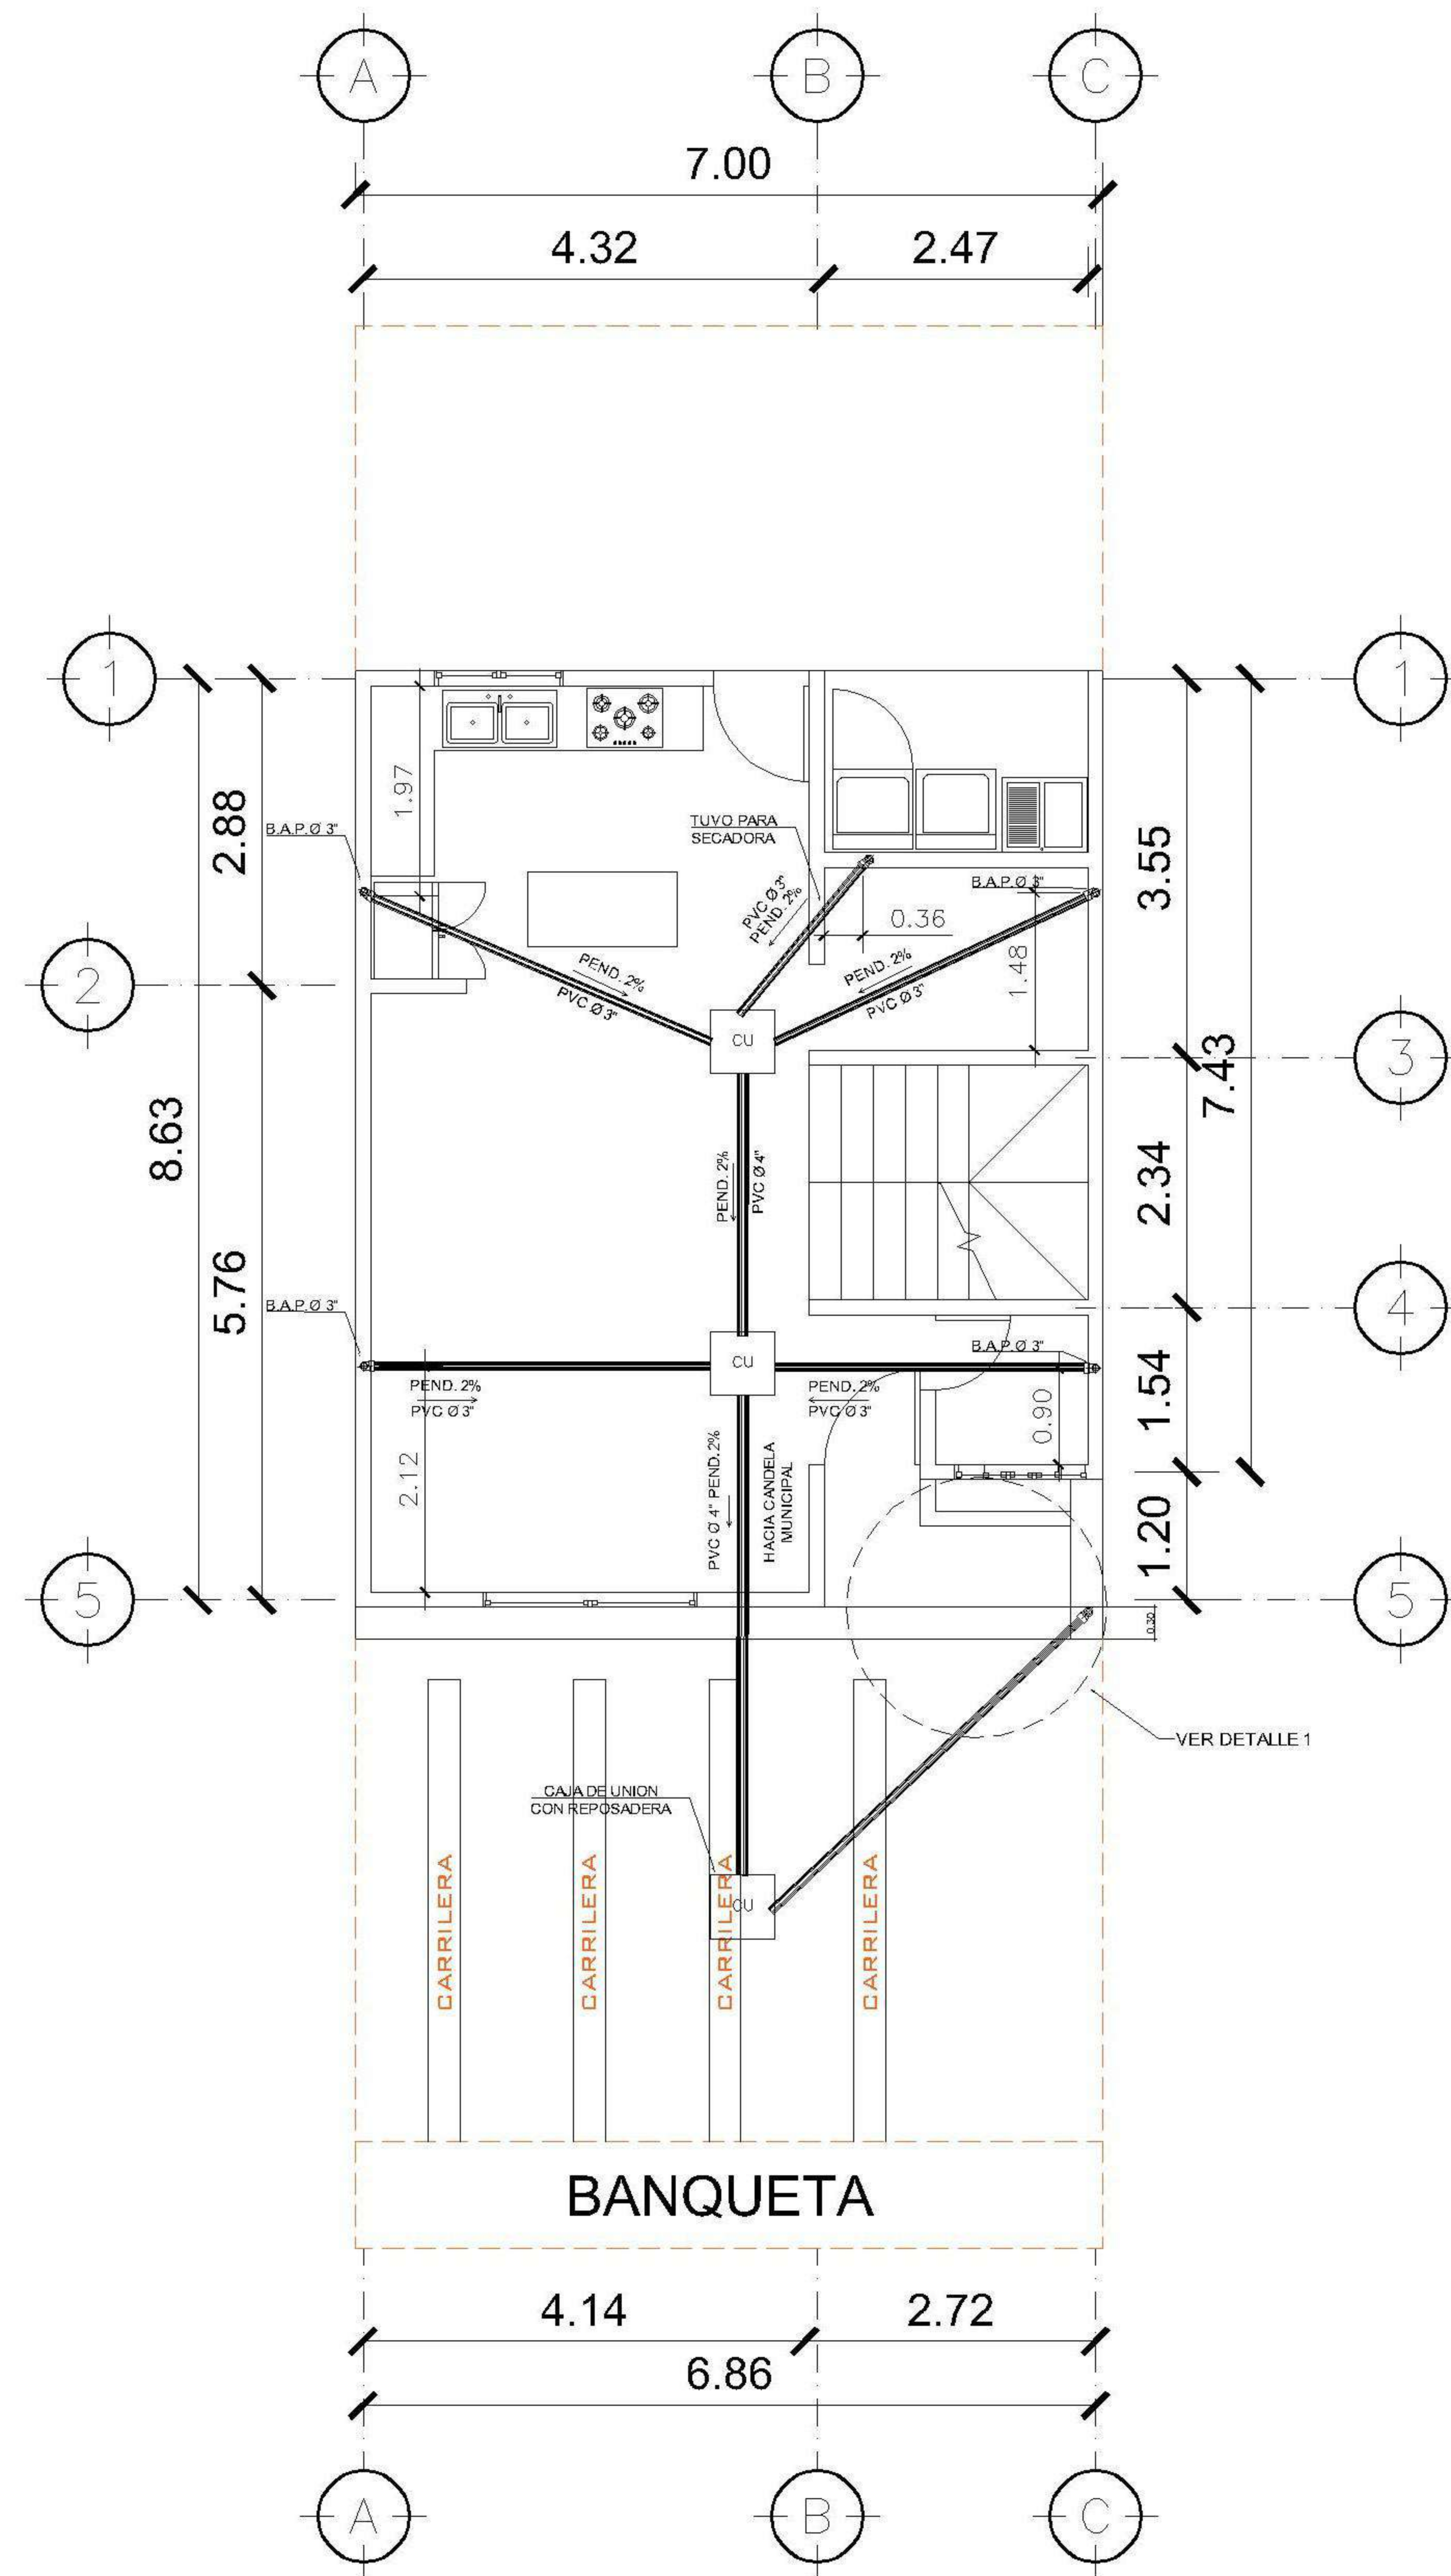 A
B
C
7.00
4.32
2.47
1
1
1.97
2.88
B.A.P. Ø 3"
TUVO PARA
SECADORA
3.55
PVC Ø 3"
PEND. 2%
B.A.P. Ø 3"
0.36
1.48
2
PEND. 2%
PVC Ø 3"
PEND. 2%
PVC Ø 3"
CU
3
7.43
8.63
PEND. 2%
PVC Ø 4"
2.34
5.76
B.A.P. Ø 3"
4
B.A.P. Ø 3"
CU
PEND. 2%
PVC Ø 3"
PEND. 2%
PVC Ø 3"
0.90
1.54
2.12
PVC Ø 4" PEND. 2%
HACIA CANDELA
MUNICIPAL
1.20
5
5
0.30
VER DETALLE 1
CAJA DE UNION
CON REPOSADERA
CU
CARRILERA
CARRILERA
CARRILERA
CARRILERA
BANQUETA
4.14
2.72
6.86
A
B
C